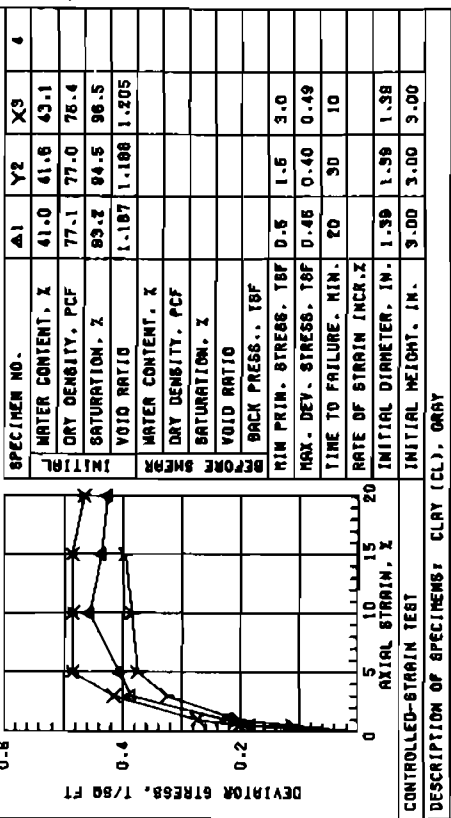 SPECIMEN NO. Δ1 Y2 X3 4
INITIAL
WATER CONTENT, % 41.0 41.6 43.1
DRY DENSITY, PCF 77.1 77.0 76.4
SATURATION, % 93.2 94.5 96.5
VOID RATIO 1.187 1.188 1.205
BEFORE SHEAR
WATER CONTENT, %
DRY DENSITY, PCF
SATURATION, %
VOID RATIO
BACK PRESS., TSF
MIN PRIN. STRESS, TSF 0.5 1.5 3.0
MAX. DEV. STRESS, TSF 0.46 0.40 0.49
TIME TO FAILURE, MIN. 20 30 10
RATE OF STRAIN INCR.%
INITIAL DIAMETER, IN. 1.39 1.39 1.39
INITIAL HEIGHT, IN. 3.00 3.00 3.00
DEVIATOR STRESS, T/SQ FT
0.6
0.4
0.2
0 5 10 15 20
AXIAL STRAIN, %
CONTROLLED-STRAIN TEST
DESCRIPTION OF SPECIMENS: CLAY (CL), GRAY